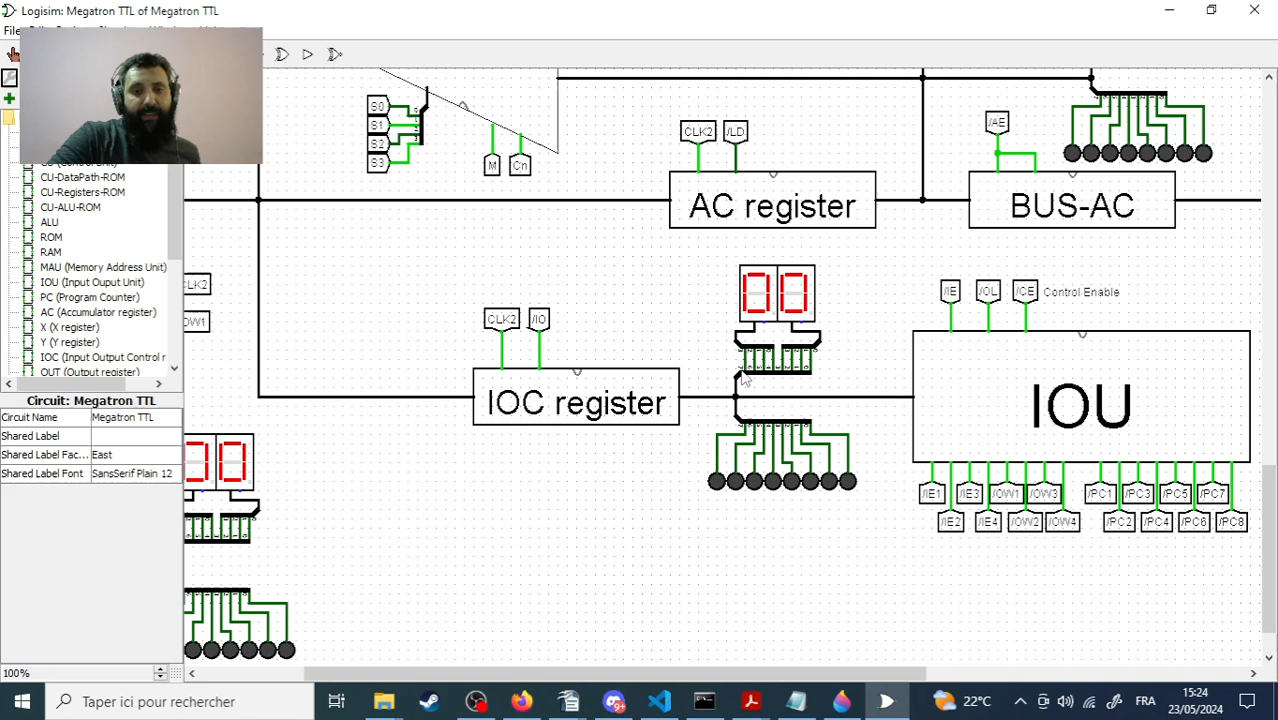 Logisim: Megatron TTL of Megatron TTL
File
S0
S1
S2
S3
M
Cn
CLK2
/LD
/AE
AC register
BUS-AC
CU-DataPath-ROM
CU-Registers-ROM
CU-ALU-ROM
ALU
ROM
RAM
MAU (Memory Address Unit)
IOU (Input Ouput Unit)
PC (Program Counter)
AC (Accumulator register)
X (X register)
Y (Y register)
IOC (Input Output Control r
OUT (Output register)
CLK2
/IO
00
/IE
/OL
/CE
Control Enable
IOC register
IOU
/IE1
/IE3
/OW1
/OW3
/PC1
/PC3
/PC5
/PC7
/IE2
/IE4
/OW2
/OW4
/PC2
/PC4
/PC6
/PC8
Circuit: Megatron TTL
Circuit Name
Megatron TTL
Shared Label
Shared Label Fac...
East
Shared Label Font
SansSerif Plain 12
100%
Taper ici pour rechercher
9+
22°C
FRA
15:24
23/05/2024